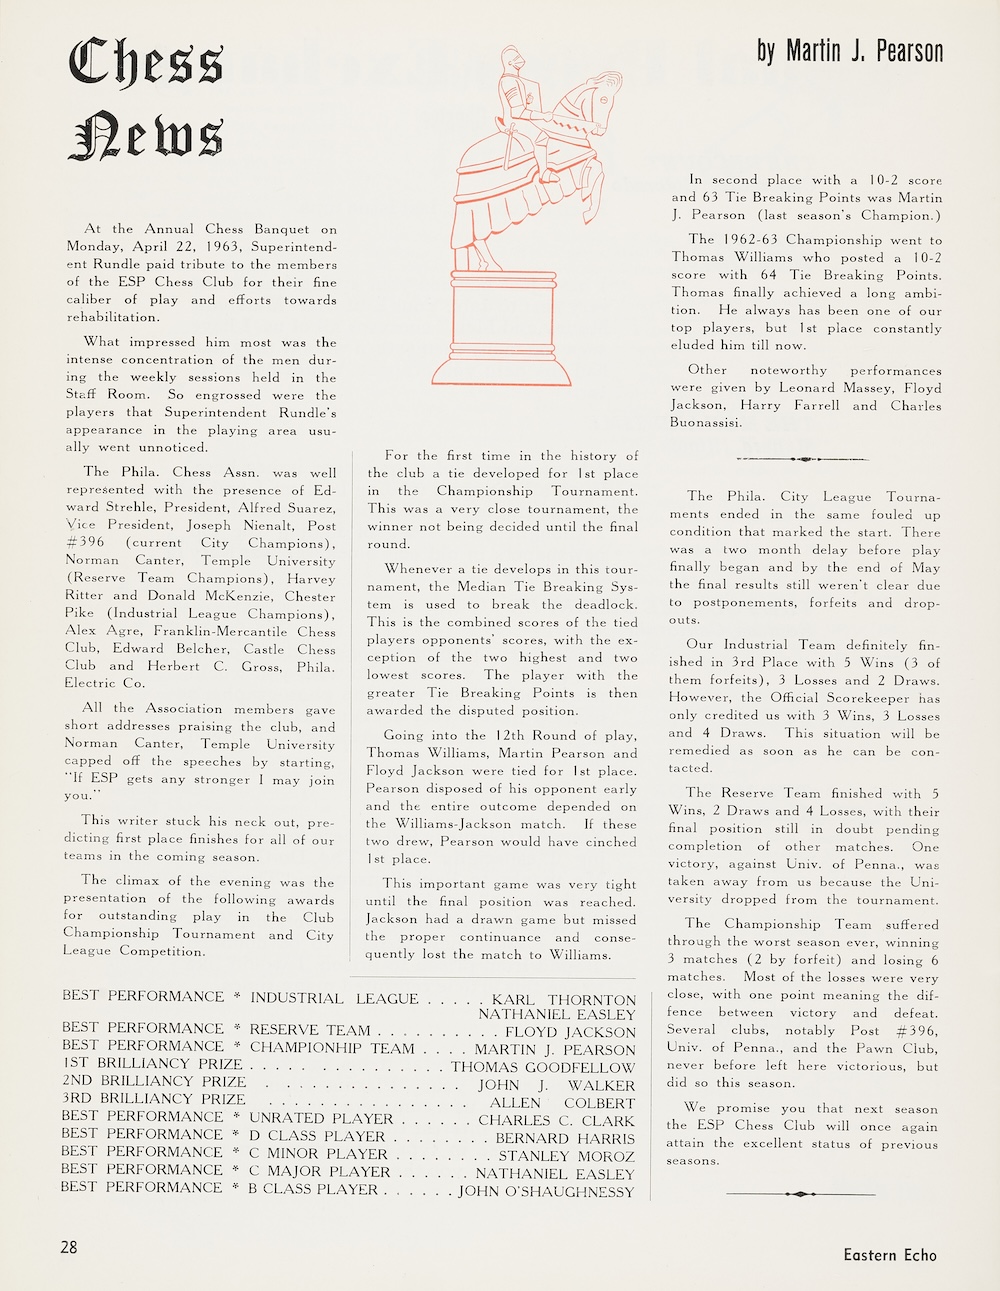 Chess
News
by Martin J. Pearson
At the Annual Chess Banquet on
Monday, April 22, 1963, Superintend-
ent Rundle paid tribute to the members
of the ESP Chess Club for their fine
caliber of play and efforts towards
rehabilitation.
What impressed him most was the
intense concentration of the men dur-
ing the weekly sessions held in the
Staff Room. So engrossed were the
players that Superintendent Rundle's
appearance in the playing area usu-
ally went unnoticed.
The Phila. Chess Assn. was well
represented with the presence of Ed-
ward Strehle, President, Alfred Suarez,
Vice President, Joseph Nienalt, Post
#396 (current City Champions),
Norman Canter, Temple University
(Reserve Team Champions), Harvey
Ritter and Donald McKenzie, Chester
Pike (Industrial League Champions),
Alex Agre, Franklin-Mercantile Chess
Club, Edward Belcher, Castle Chess
Club and Herbert C. Gross, Phila.
Electric Co.
All the Association members gave
short addresses praising the club, and
Norman Canter, Temple University
capped off the speeches by starting,
"If ESP gets any stronger I may join
you."
This writer stuck his neck out, pre-
dicting first place finishes for all of our
teams in the coming season.
The climax of the evening was the
presentation of the following awards
for outstanding play in the Club
Championship Tournament and City
League Competition.
For the first time in the history of
the club a tie developed for 1st place
in the Championship Tournament.
This was a very close tournament, the
winner not being decided until the final
round.
Whenever a tie develops in this tour-
nament, the Median Tie Breaking Sys-
tem is used to break the deadlock.
This is the combined scores of the tied
players opponents' scores, with the ex-
ception of the two highest and two
lowest scores. The player with the
greater Tie Breaking Points is then
awarded the disputed position.
Going into the 12th Round of play,
Thomas Williams, Martin Pearson and
Floyd Jackson were tied for 1st place.
Pearson disposed of his opponent early
and the entire outcome depended on
the Williams-Jackson match. If these
two drew, Pearson would have cinched
1st place.
This important game was very tight
until the final position was reached.
Jackson had a drawn game but missed
the proper continuance and conse-
quently lost the match to Williams.
BEST PERFORMANCE * INDUSTRIAL LEAGUE . . . . . KARL THORNTON
NATHANIEL EASLEY
BEST PERFORMANCE * RESERVE TEAM . . . . . . . . . . FLOYD JACKSON
BEST PERFORMANCE * CHAMPIONHIP TEAM . . . . MARTIN J. PEARSON
1ST BRILLIANCY PRIZE . . . . . . . . . . . . . . . . THOMAS GOODFELLOW
2ND BRILLIANCY PRIZE . . . . . . . . . . . . . . . JOHN J. WALKER
3RD BRILLIANCY PRIZE . . . . . . . . . . . . . . . . ALLEN COLBERT
BEST PERFORMANCE * UNRATED PLAYER . . . . . . CHARLES C. CLARK
BEST PERFORMANCE * D CLASS PLAYER . . . . . . . . BERNARD HARRIS
BEST PERFORMANCE * C MINOR PLAYER . . . . . . . . STANLEY MOROZ
BEST PERFORMANCE * C MAJOR PLAYER . . . . . . NATHANIEL EASLEY
BEST PERFORMANCE * B CLASS PLAYER . . . . . . JOHN O'SHAUGHNESSY
In second place with a 10-2 score
and 63 Tie Breaking Points was Martin
J. Pearson (last season's Champion.)
The 1962-63 Championship went to
Thomas Williams who posted a 10-2
score with 64 Tie Breaking Points.
Thomas finally achieved a long ambi-
tion. He always has been one of our
top players, but 1st place constantly
eluded him till now.
Other noteworthy performances
were given by Leonard Massey, Floyd
Jackson, Harry Farrell and Charles
Buonassisi.
The Phila. City League Tourna-
ments ended in the same fouled up
condition that marked the start. There
was a two month delay before play
finally began and by the end of May
the final results still weren't clear due
to postponements, forfeits and drop-
outs.
Our Industrial Team definitely fin-
ished in 3rd Place with 5 Wins (3 of
them forfeits), 3 Losses and 2 Draws.
However, the Official Scorekeeper has
only credited us with 3 Wins, 3 Losses
and 4 Draws. This situation will be
remedied as soon as he can be con-
tacted.
The Reserve Team finished with 5
Wins, 2 Draws and 4 Losses, with their
final position still in doubt pending
completion of other matches. One
victory, against Univ. of Penna., was
taken away from us because the Uni-
versity dropped from the tournament.
The Championship Team suffered
through the worst season ever, winning
3 matches (2 by forfeit) and losing 6
matches. Most of the losses were very
close, with one point meaning the dif-
fence between victory and defeat.
Several clubs, notably Post #396,
Univ. of Penna., and the Pawn Club,
never before left here victorious, but
did so this season.
We promise you that next season
the ESP Chess Club will once again
attain the excellent status of previous
seasons.
28
Eastern Echo